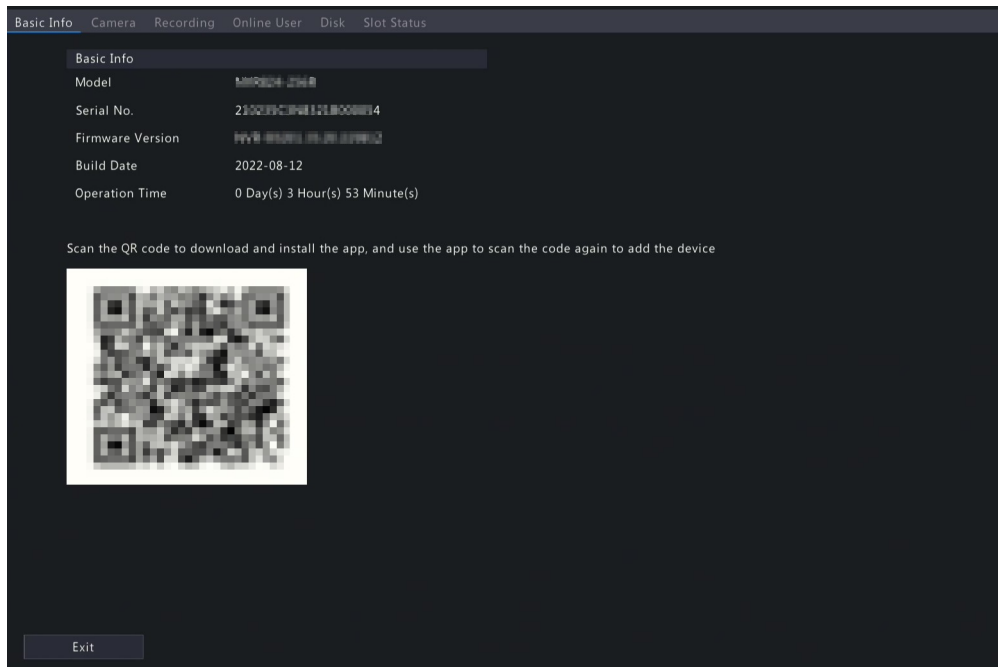 Basic Info Camera Recording Online User Disk Slot Status
Basic Info
Model
Serial No.
Firmware Version
Build Date 2022-08-12
Operation Time 0 Day(s) 3 Hour(s) 53 Minute(s)
Scan the QR code to download and install the app, and use the app to scan the code again to add the device
Exit